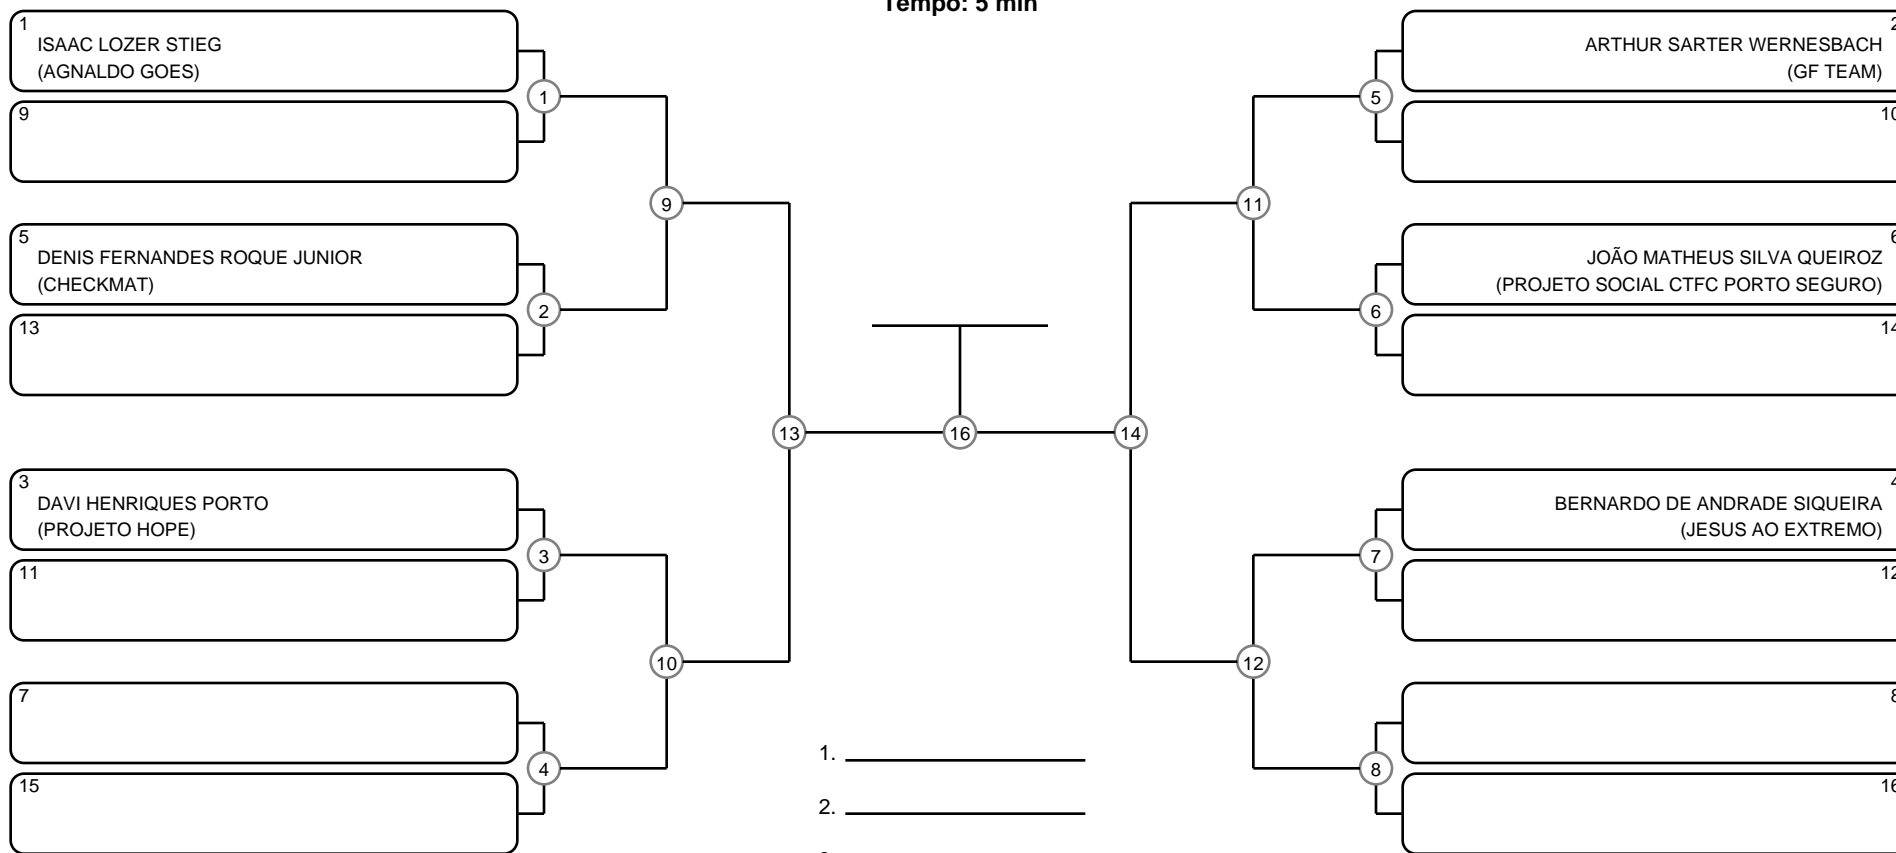 Tempo: 5 min
1
ISAAC LOZER STIEG
(AGNALDO GOES)
9
1
5
DENIS FERNANDES ROQUE JUNIOR
(CHECKMAT)
13
2
9
3
DAVI HENRIQUES PORTO
(PROJETO HOPE)
11
3
7
15
4
10
13
16
14
2
ARTHUR SARTER WERNESBACH
(GF TEAM)
10
5
6
JOÃO MATHEUS SILVA QUEIROZ
(PROJETO SOCIAL CTFC PORTO SEGURO)
14
6
11
4
BERNARDO DE ANDRADE SIQUEIRA
(JESUS AO EXTREMO)
12
7
8
16
8
12
1.
2.